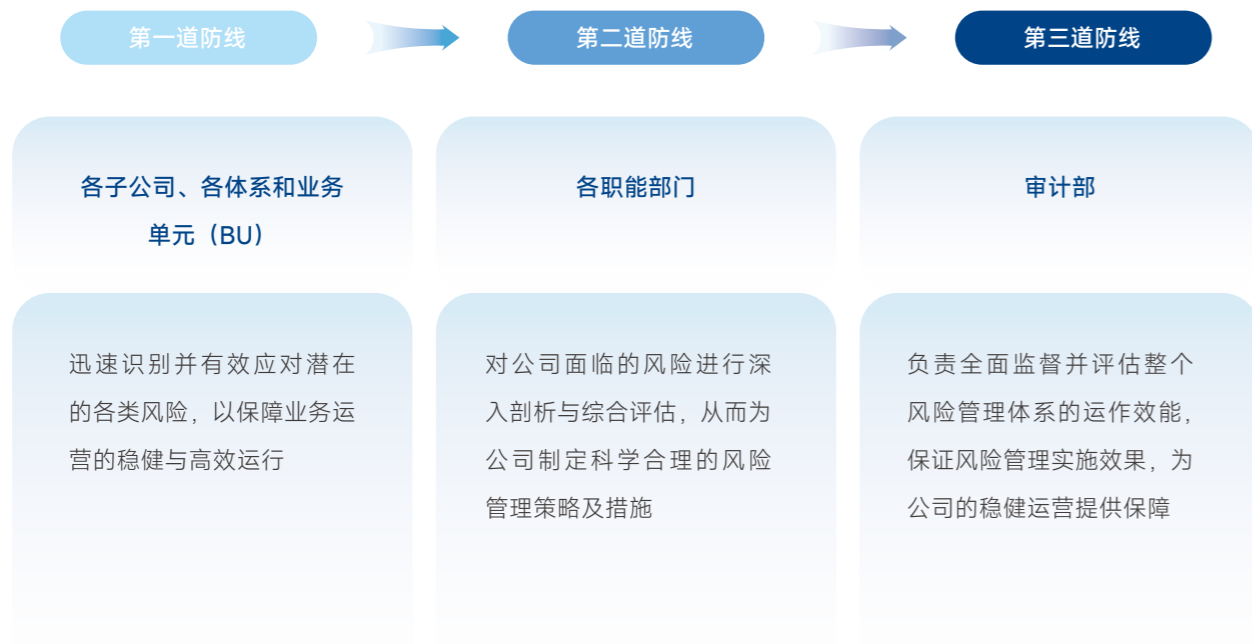 第一道防线
第二道防线
第三道防线
各子公司、各体系和业务
单元（BU）
各职能部门
审计部
迅速识别并有效应对潜在
的各类风险，以保障业务运
营的稳健与高效运行
对公司面临的风险进行深
入剖析与综合评估，从而为
公司制定科学合理的风险
管理策略及措施
负责全面监督并评估整个
风险管理体系的运作效能，
保证风险管理实施效果，为
公司的稳健运营提供保障